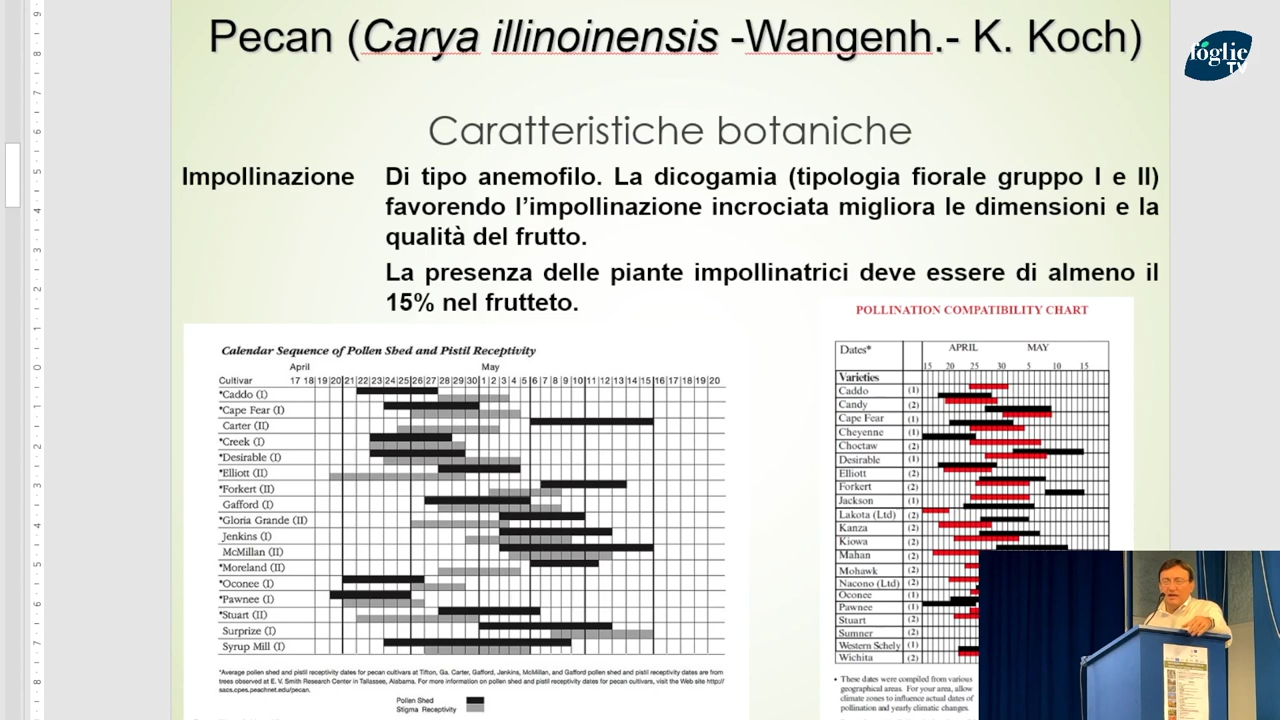 Pecan (Carya illinoinensis -Wangenh.- K. Koch)
foglie
TV
Caratteristiche botaniche
Impollinazione
Di tipo anemofilo. La dicogamia (tipologia fiorale gruppo I e II)
favorendo l'impollinazione incrociata migliora le dimensioni e la
qualità del frutto.
La presenza delle piante impollinatrici deve essere di almeno il
15% nel frutteto.
Calendar Sequence of Pollen Shed and Pistil Receptivity
April May
Cultivar 17 18 19 20 21 22 23 24 25 26 27 28 29 30 1 2 3 4 5 6 7 8 9 10 11 12 13 14 15 16 17 18 19 20
*Caddo (I)
*Cape Fear (I)
Carter (II)
*Creek (I)
*Desirable (I)
*Elliott (II)
*Forkert (II)
Gafford (I)
*Gloria Grande (II)
Jenkins (I)
McMillan (II)
*Moreland (II)
*Oconee (I)
*Pawnee (I)
*Stuart (II)
Surprize (I)
Syrup Mill (I)
*Average pollen shed and pistil receptivity dates for pecan cultivars at Tifton, Ga. Carter, Gafford, Jenkins, McMillan, and Gafford pollen shed and pistil receptivity dates are from
trees observed at E. V. Smith Research Center in Tallassee, Alabama. For more information on pollen shed and pistil receptivity dates for pecan cultivars, visit the Web site http://
sacs.cpes.peachnet.edu/pecan.
Pollen Shed
Stigma Receptivity
POLLINATION COMPATIBILITY CHART
Dates* APRIL MAY
15 20 25 30 5 10 15
Varieties
Caddo (1)
Candy (2)
Cape Fear (1)
Cheyenne (1)
Choctaw (2)
Desirable (1)
Elliott (2)
Forkert (2)
Jackson (1)
Lakota (Ltd) (2)
Kanza (2)
Kiowa (2)
Mahan (2)
Mohawk (2)
Nacono (Ltd) (2)
Oconee (1)
Pawnee (1)
Stuart (2)
Sumner (2)
Western Schely (1)
Wichita (2)
• These dates were compiled from various
geographical areas. For your area, allow
climate zones to influence actual dates of
pollination and yearly climatic changes.